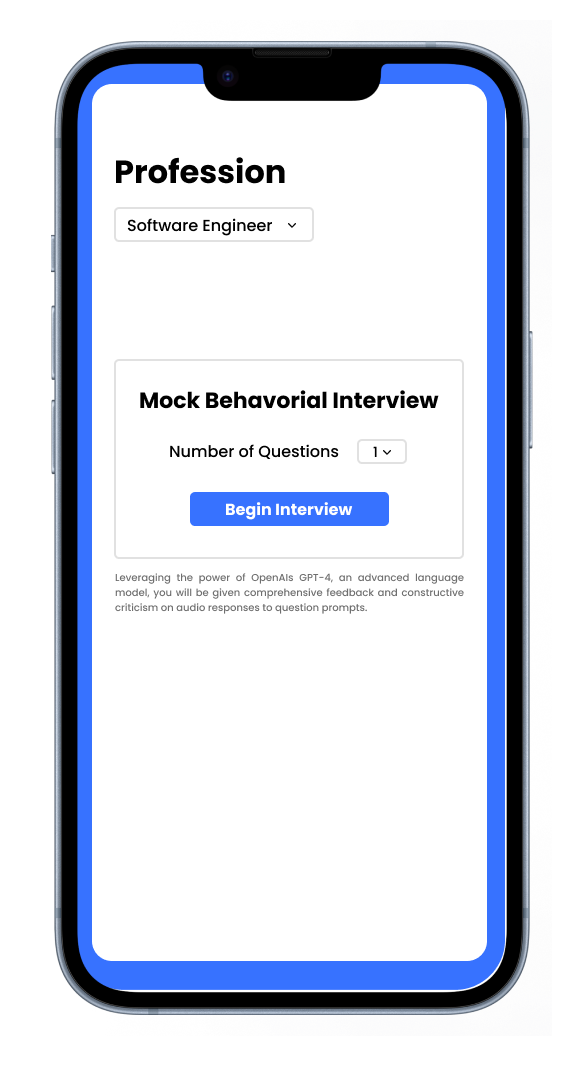 Profession
Software Engineer
Mock Behavorial Interview
Number of Questions 1
Begin Interview
Leveraging the power of OpenAIs GPT-4, an advanced language
model, you will be given comprehensive feedback and constructive
criticism on audio responses to question prompts.